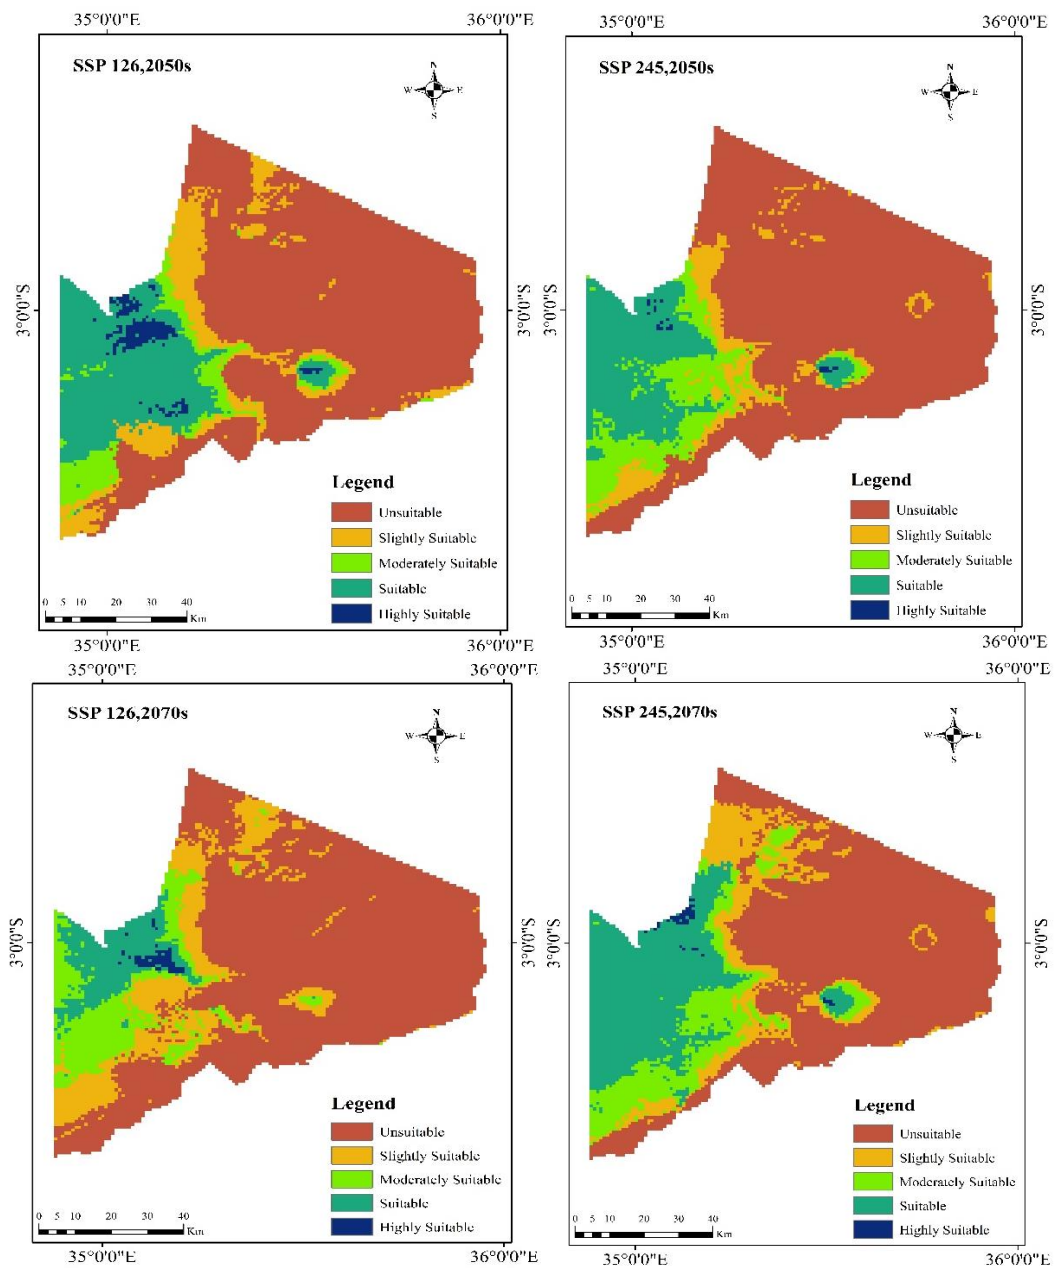 35°0'0"E 36°0'0"E 35°0'0"E 36°0'0"E
SSP 126,2050s
N
W E
S
3°0'0"S
Legend
Unsuitable
Slightly Suitable
Moderately Suitable
Suitable
Highly Suitable
0 5 10 20 30 40
Km
3°0'0"S
35°0'0"E 36°0'0"E
SSP 245,2050s
N
W E
S
3°0'0"S
Legend
Unsuitable
Slightly Suitable
Moderately Suitable
Suitable
Highly Suitable
0 5 10 20 30 40
Km
35°0'0"E 36°0'0"E
35°0'0"E 36°0'0"E 35°0'0"E 36°0'0"E
SSP 126,2070s
N
W E
S
3°0'0"S
Legend
Unsuitable
Slightly Suitable
Moderately Suitable
Suitable
Highly Suitable
0 5 10 20 30 40
Km
3°0'0"S
35°0'0"E 36°0'0"E
SSP 245,2070s
N
W E
S
3°0'0"S
Legend
Unsuitable
Slightly Suitable
Moderately Suitable
Suitable
Highly Suitable
0 5 10 20 30 40
Km
35°0'0"E 36°0'0"E